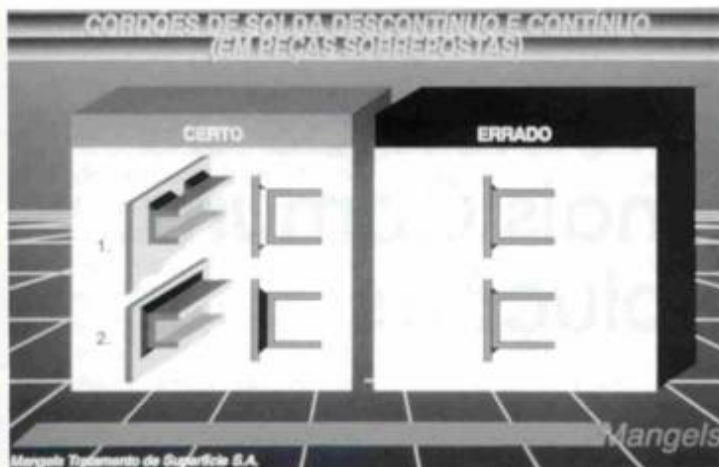 CORDÕES DE SOLDA DESCONTÍNUO E CONTÍNUO
(EM PEÇAS SOBREPOSTAS)
CERTO
ERRADO
1.
2.
Mangels
Mangels Tratamento de Superfície S.A.